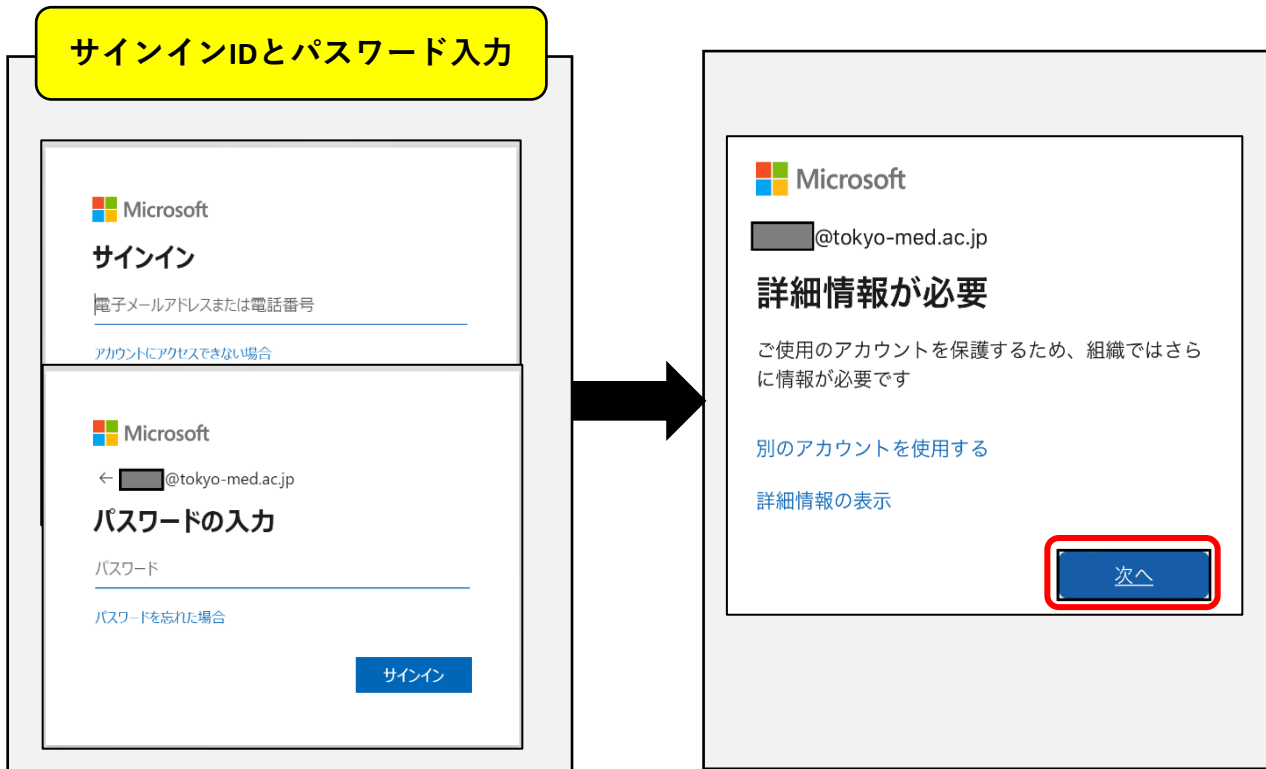 サインインIDとパスワード入力
Microsoft
サインイン
電子メールアドレスまたは電話番号
アカウントにアクセスできない場合
Microsoft
← @tokyo-med.ac.jp
パスワードの入力
パスワード
パスワードを忘れた場合
サインイン
Microsoft
@tokyo-med.ac.jp
詳細情報が必要
ご使用のアカウントを保護するため、組織ではさら
に情報が必要です
別のアカウントを使用する
詳細情報の表示
次へ